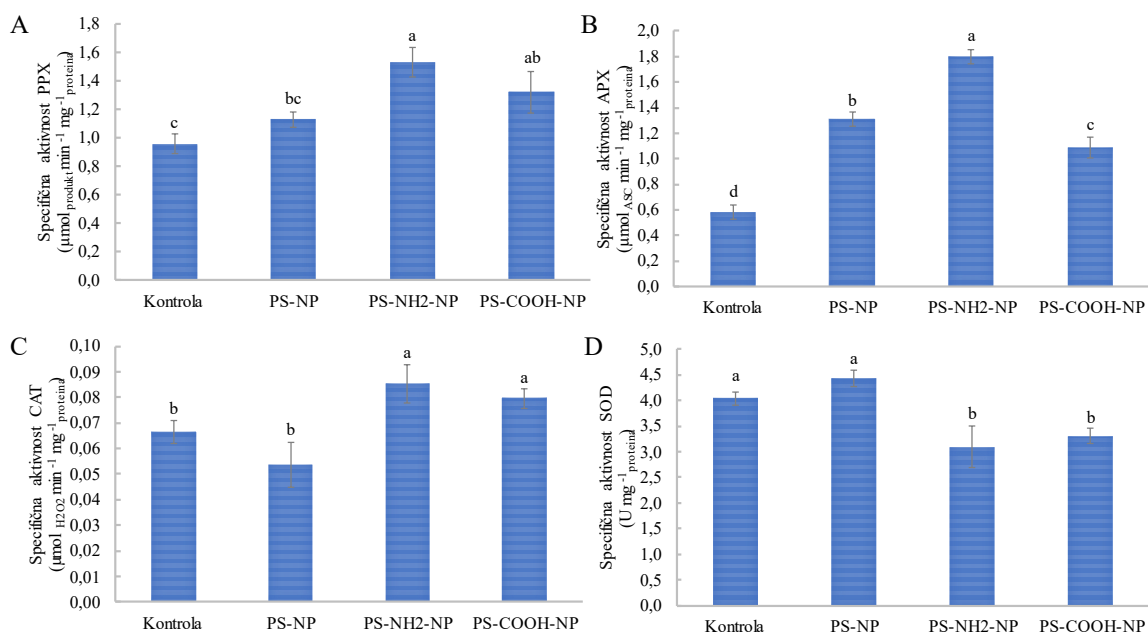 A
Specifična aktivnost PPX
(µmol produkt min -1 mg -1 proteina)
1,8
1,6
1,4
1,2
1,0
0,8
0,6
0,4
0,2
0,0
c
bc
a
ab
Kontrola PS-NP PS-NH2-NP PS-COOH-NP
B
Specifična aktivnost APX
(µmol ASC min -1 mg -1 proteina)
2,0
1,8
1,6
1,4
1,2
1,0
0,8
0,6
0,4
0,2
0,0
d
b
a
c
Kontrola PS-NP PS-NH2-NP PS-COOH-NP
C
Specifična aktivnost CAT
(µmol H2O2 min -1 mg -1 proteina)
0,10
0,09
0,08
0,07
0,06
0,05
0,04
0,03
0,02
0,01
0,00
b
b
a
a
Kontrola PS-NP PS-NH2-NP PS-COOH-NP
D
Specifična aktivnost SOD
(U mg -1 proteina)
5,0
4,5
4,0
3,5
3,0
2,5
2,0
1,5
1,0
0,5
0,0
a
a
b
b
Kontrola PS-NP PS-NH2-NP PS-COOH-NP